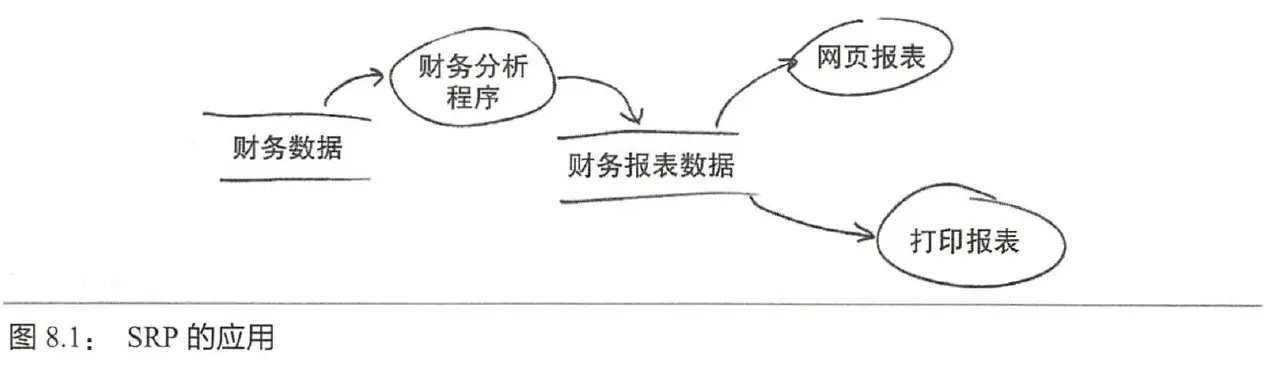 财务数据
财务分析
程序
财务报表数据
网页报表
打印报表
图 8.1： SRP 的应用